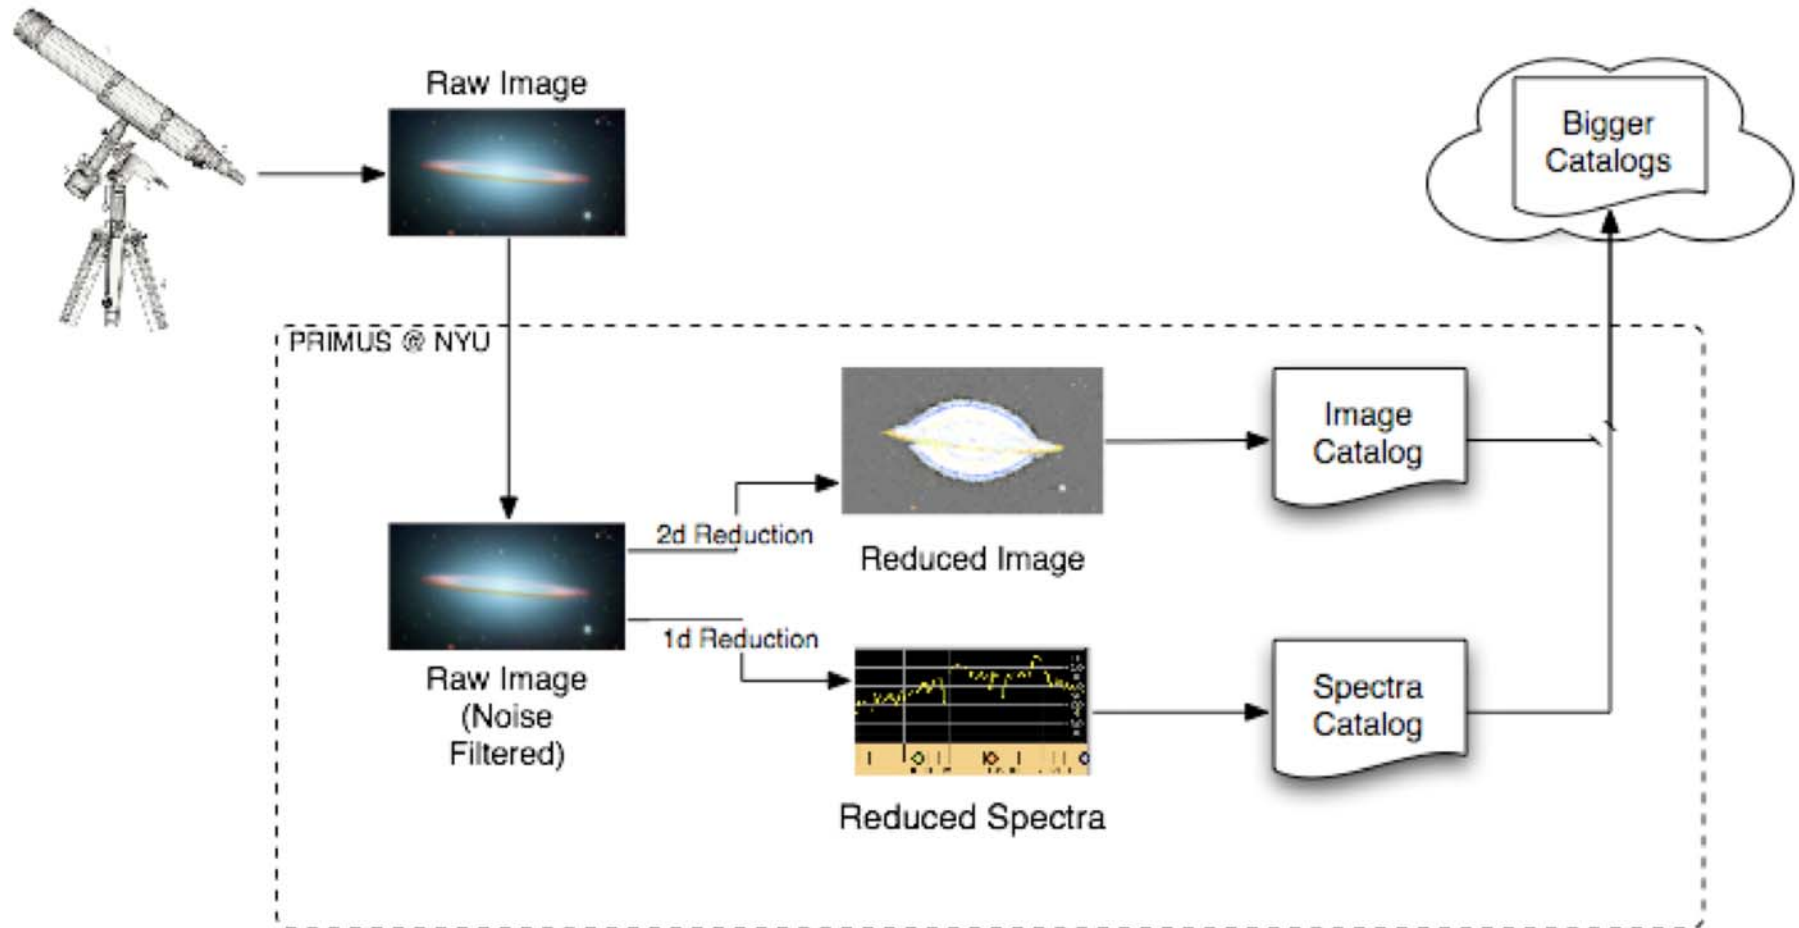 Raw Image
Bigger
Catalogs
PRIMUS @ NYU
Image
Catalog
2d Reduction
Reduced Image
1d Reduction
Raw Image
(Noise
Filtered)
Spectra
Catalog
Reduced Spectra